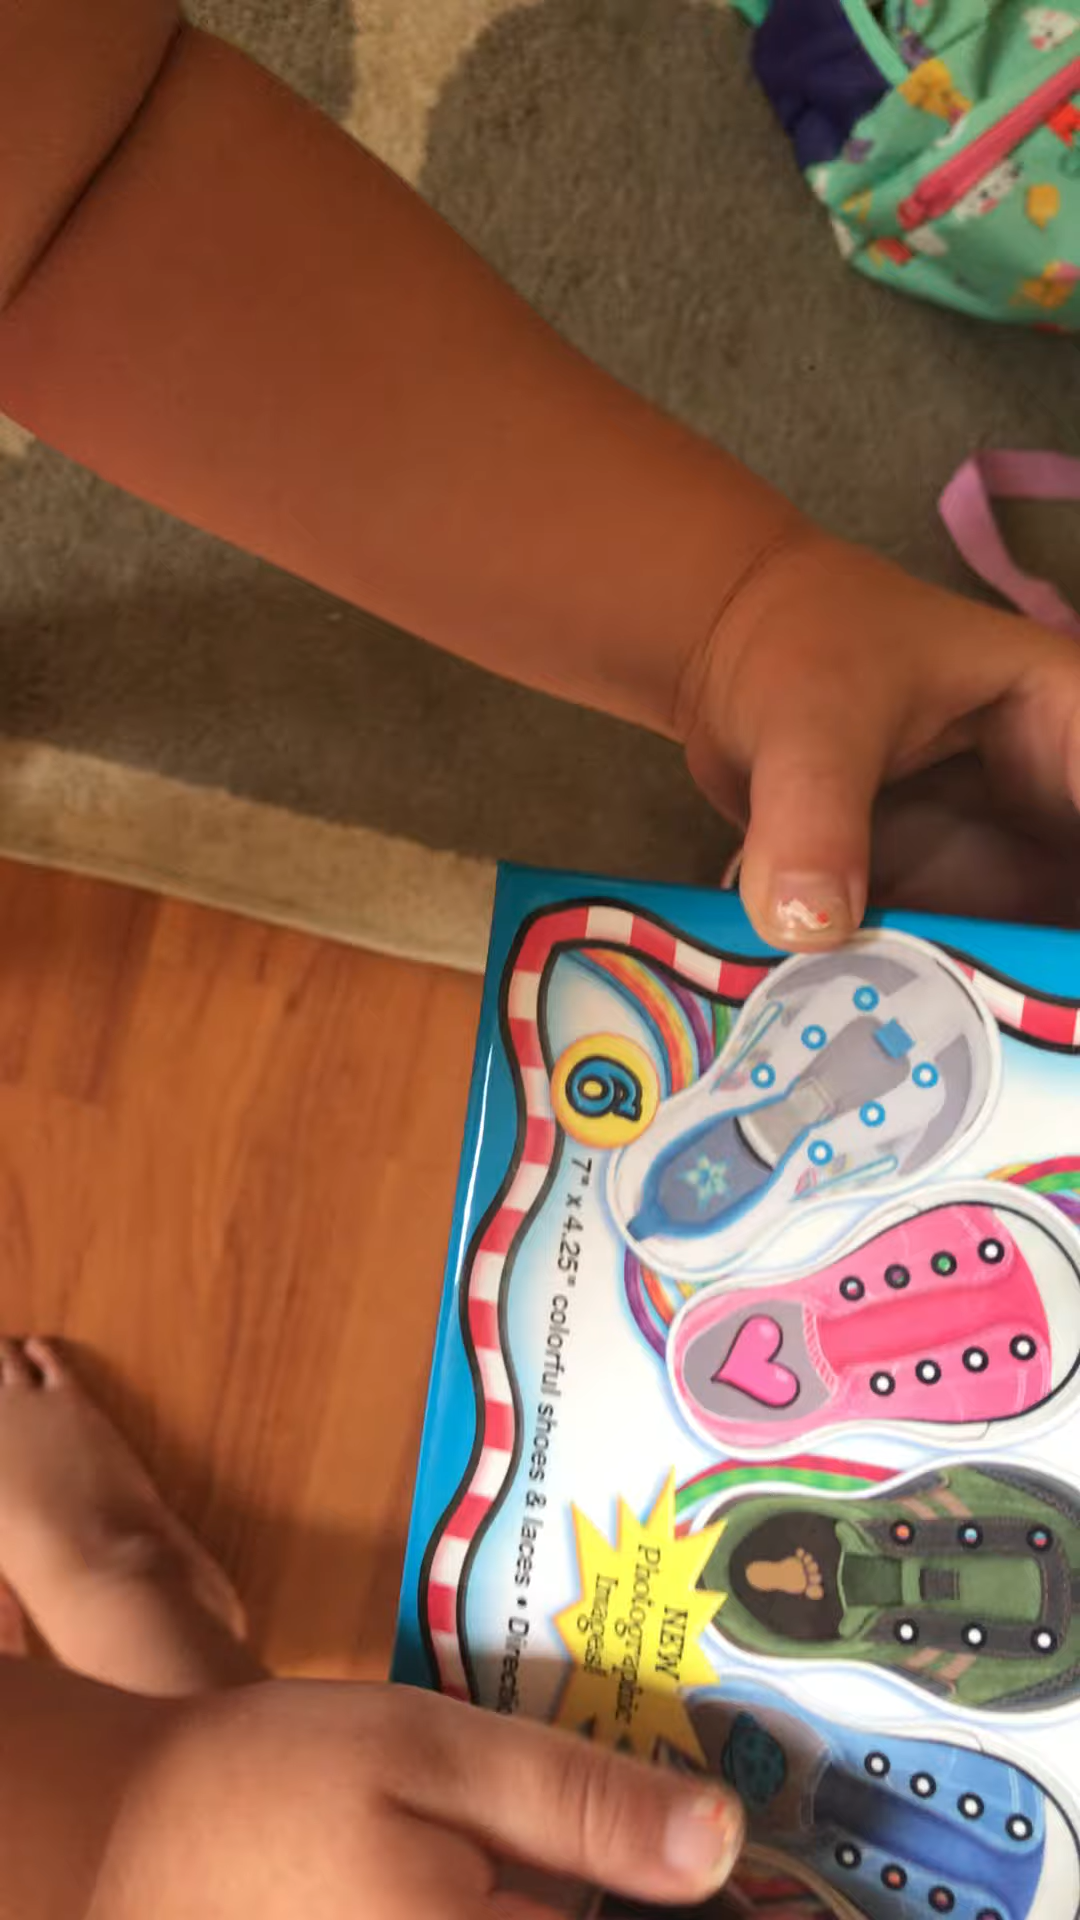 NEW
Photographic
Images!
6
7" x 4.25" colorful shoes & laces •